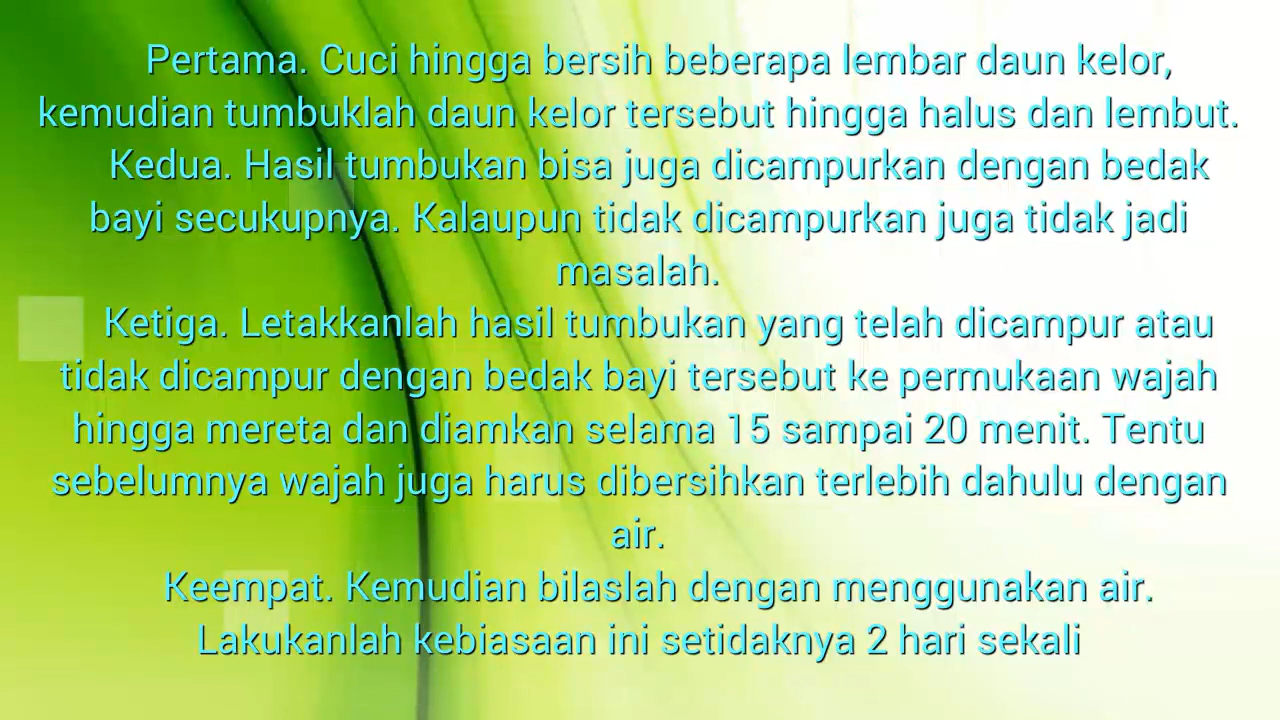 Pertama. Cuci hingga bersih beberapa lembar daun kelor,
kemudian tumbuklah daun kelor tersebut hingga halus dan lembut.
Kedua. Hasil tumbukan bisa juga dicampurkan dengan bedak
bayi secukupnya. Kalaupun tidak dicampurkan juga tidak jadi
masalah.
Ketiga. Letakkanlah hasil tumbukan yang telah dicampur atau
tidak dicampur dengan bedak bayi tersebut ke permukaan wajah
hingga mereta dan diamkan selama 15 sampai 20 menit. Tentu
sebelumnya wajah juga harus dibersihkan terlebih dahulu dengan
air.
Keempat. Kemudian bilaslah dengan menggunakan air.
Lakukanlah kebiasaan ini setidaknya 2 hari sekali